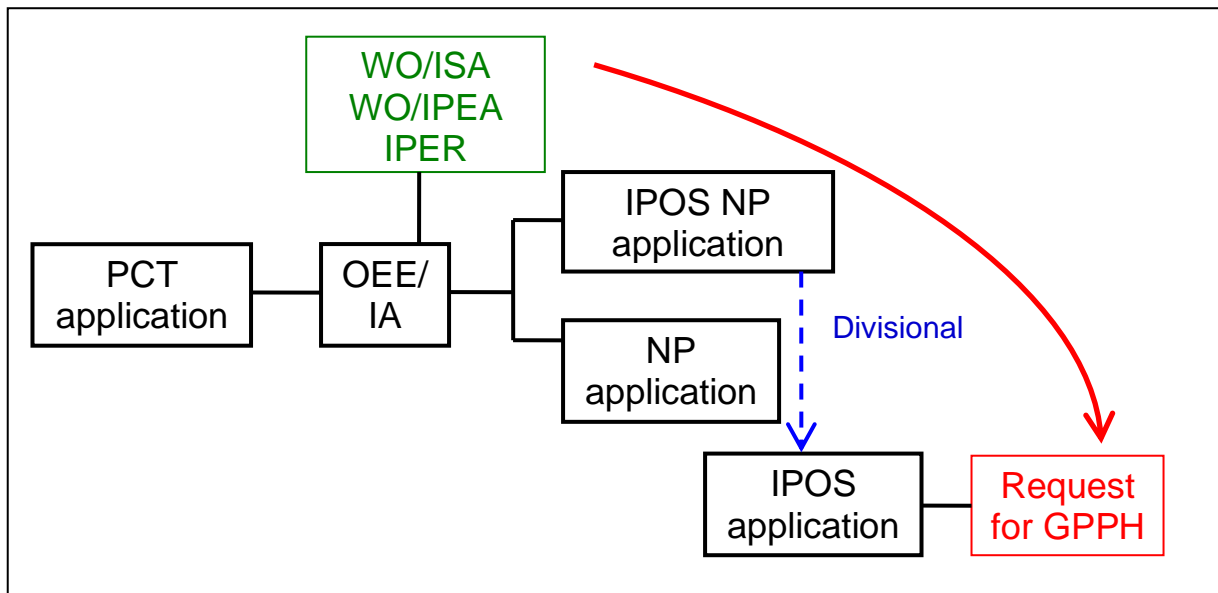 WO/ISA
WO/IPEA
IPER
IPOS NP
application
PCT
application
OEE/
IA
Divisional
NP
application
IPOS
application
Request
for GPPH